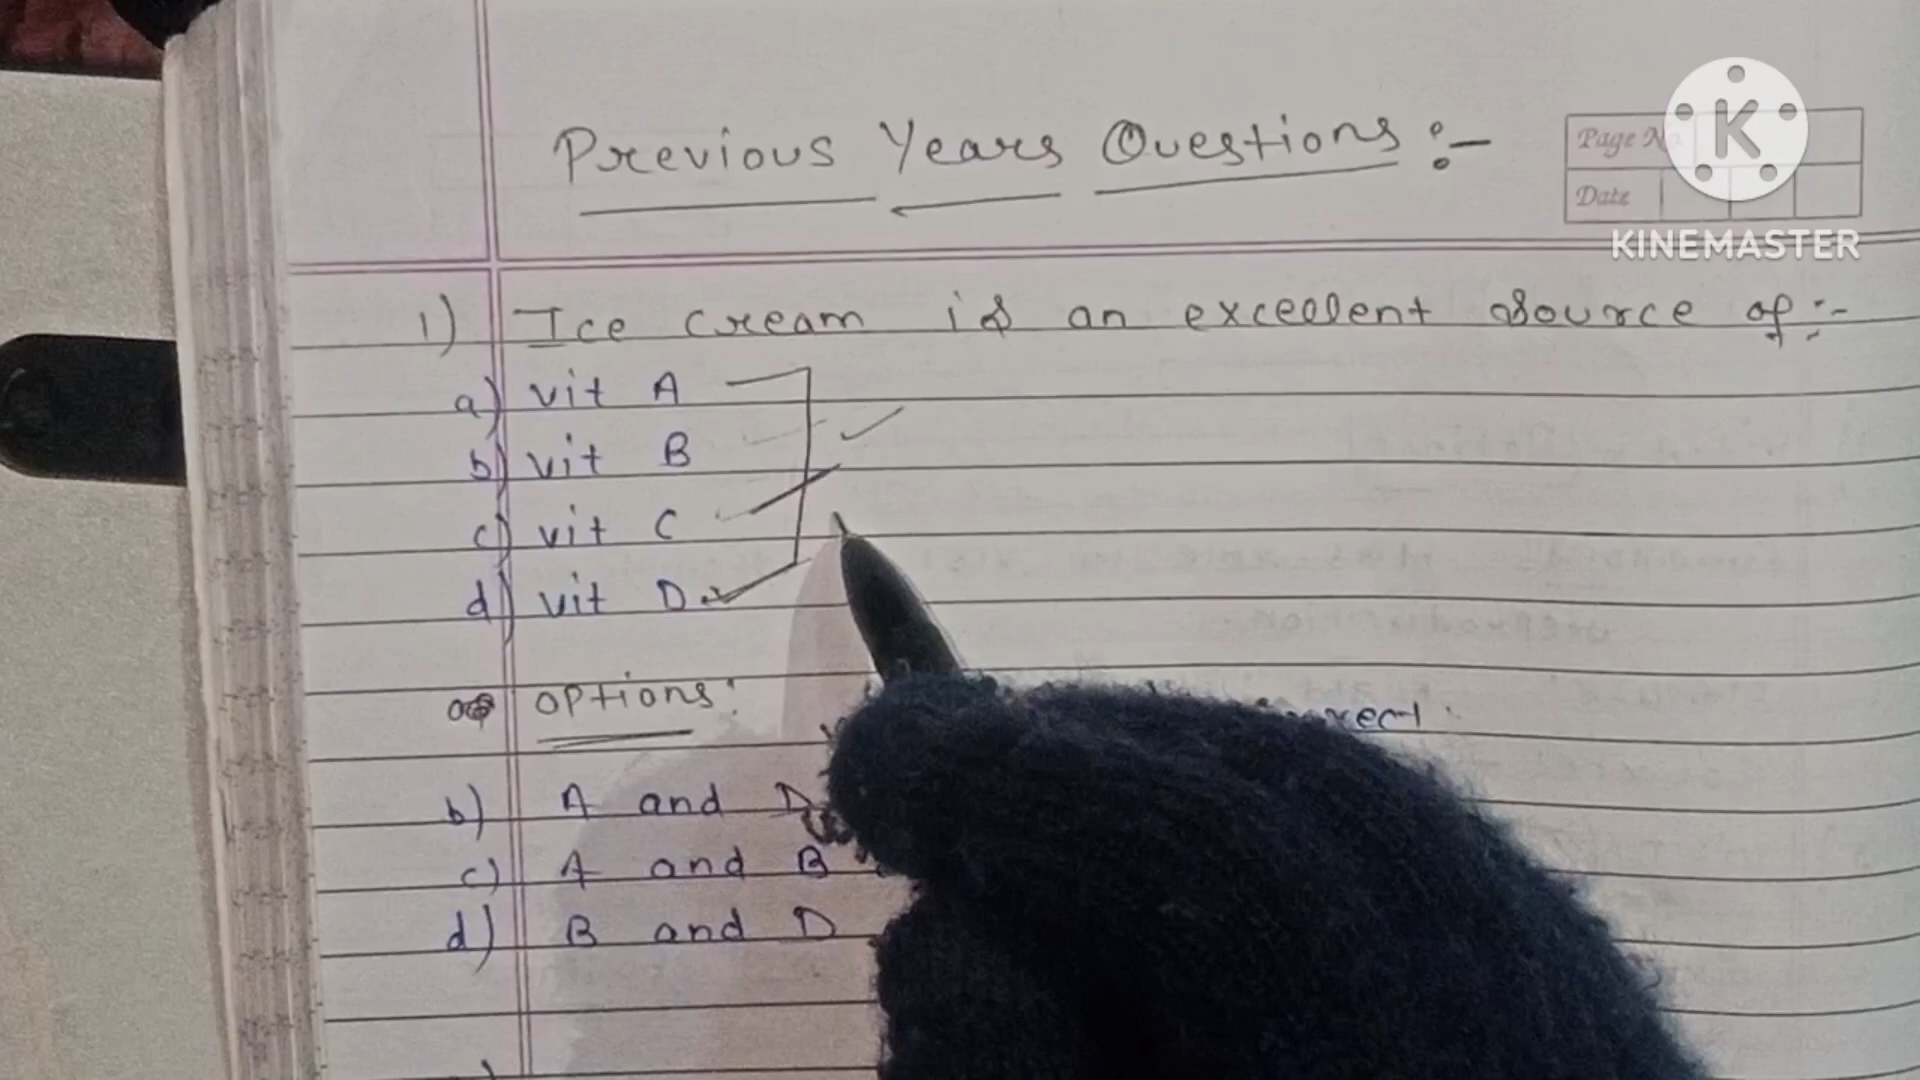 Previous Years Questions :-
Page No
Date
K
KINEMASTER
1) Ice cream is an excellent source of :-
a) vit A
b) vit B
c) vit C
d) vit D
options:
b) A and D
c) A and B
d) B and D